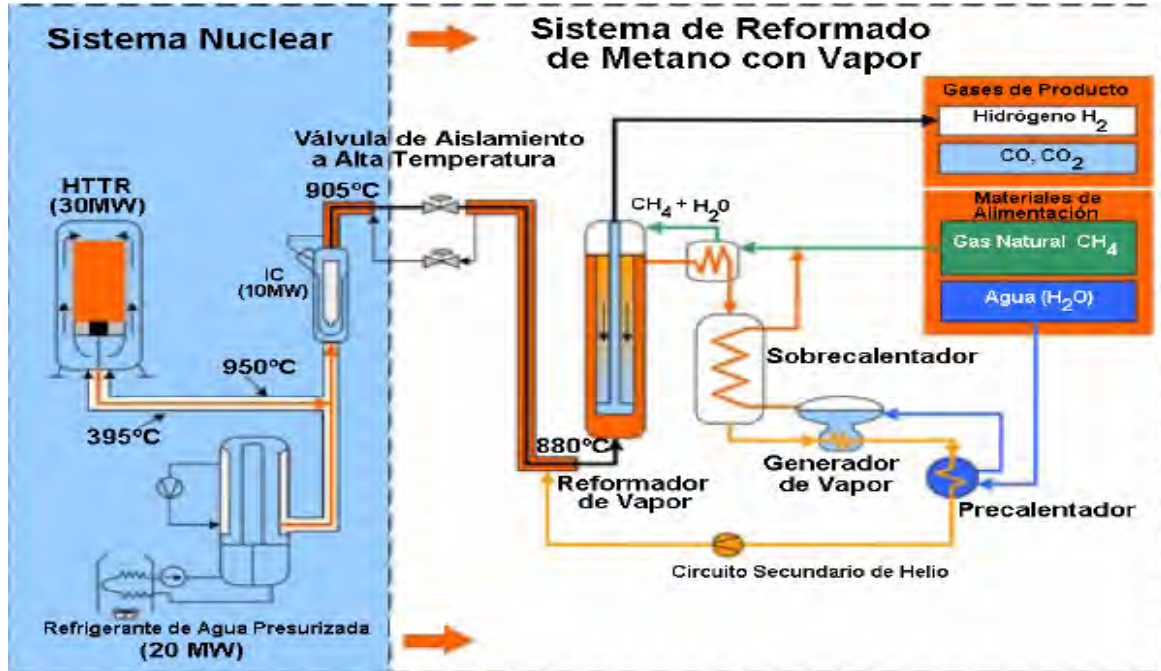 Sistema Nuclear
Sistema de Reformado
de Metano con Vapor
Gases de Producto
Hidrógeno H2
CO, CO2
Materiales de
Alimentación
Gas Natural CH4
Agua (H2O)
Válvula de Aislamiento
a Alta Temperatura
HTTR
(30MW)
905ºC
IC
(10MW)
CH4 + H2O
950ºC
395ºC
880ºC
Sobrecalentador
Reformador
de Vapor
Generador
de Vapor
Precalentador
Circuito Secundario de Helio
Refrigerante de Agua Presurizada
(20 MW)